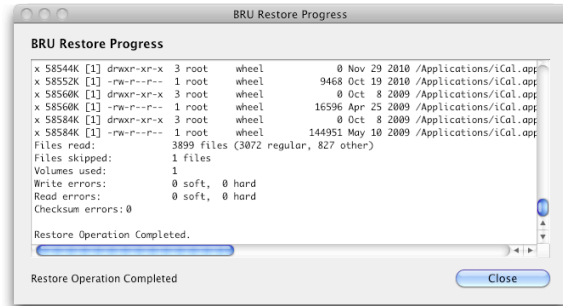 BRU Restore Progress
BRU Restore Progress
x 58544K [1] drwxr-xr-x 3 root wheel 0 Nov 29 2010 /Applications/iCal.app
x 58552K [1] -rw-r--r-- 1 root wheel 9468 Oct 19 2010 /Applications/iCal.app
x 58560K [1] drwxr-xr-x 3 root wheel 0 Oct 8 2009 /Applications/iCal.app
x 58560K [1] -rw-r--r-- 1 root wheel 16596 Apr 25 2009 /Applications/iCal.app
x 58584K [1] drwxr-xr-x 3 root wheel 0 Oct 8 2009 /Applications/iCal.app
x 58584K [1] -rw-r--r-- 1 root wheel 144951 May 10 2009 /Applications/iCal.app
Files read: 3899 files (3072 regular, 827 other)
Files skipped: 1 files
Volumes used: 1
Write errors: 0 soft, 0 hard
Read errors: 0 soft, 0 hard
Checksum errors: 0
Restore Operation Completed.
Restore Operation Completed Close